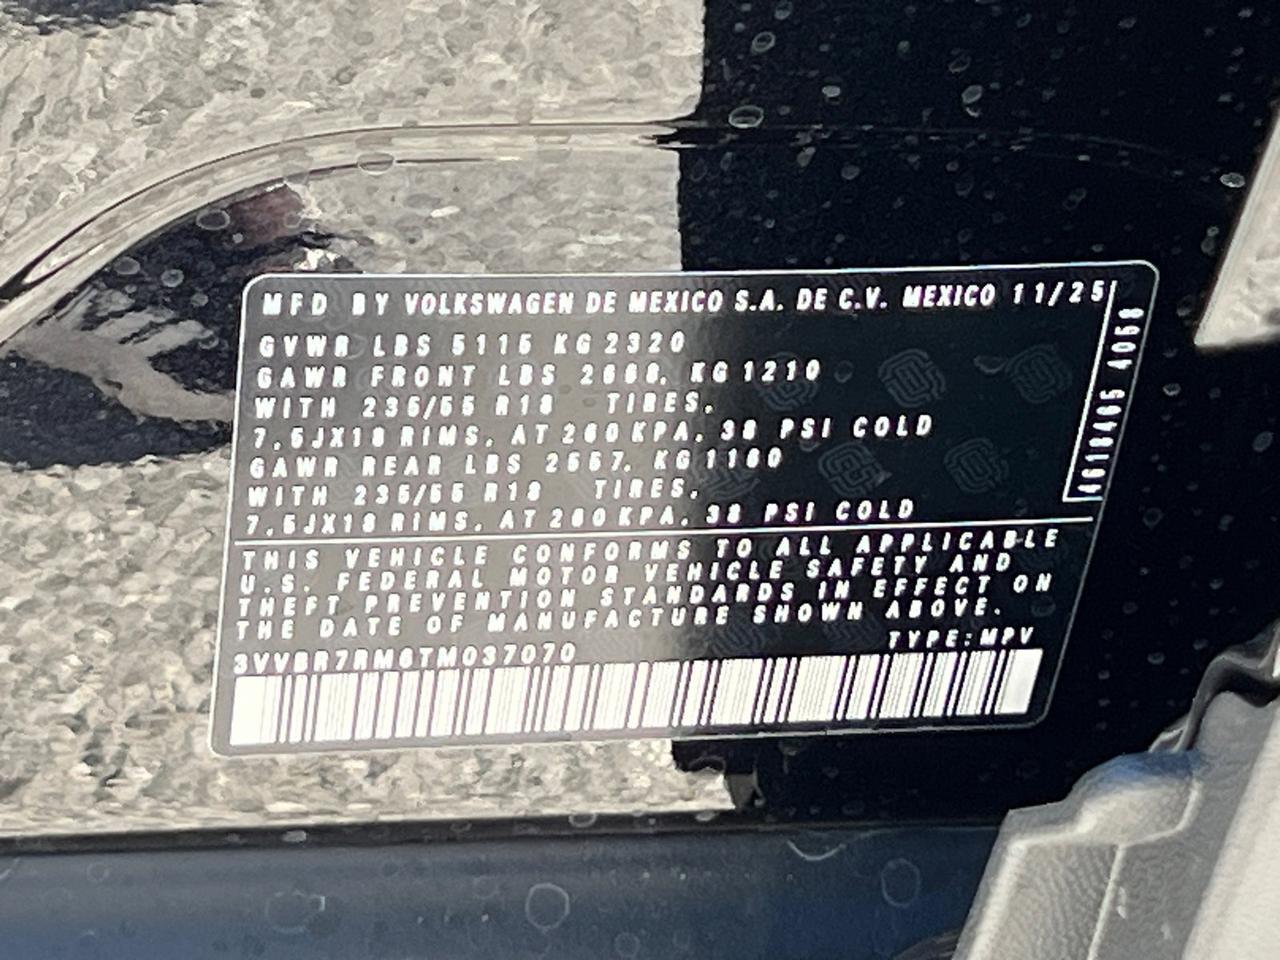 MFD BY VOLKSWAGEN DE MEXICO S.A. DE C.V. MEXICO 11/25
GVWR LBS 5115 KG 2320
GAWR FRONT LBS 2668, KG 1210
WITH 235/55 R18 TIRES,
7,5JX18 RIMS, AT 260 KPA, 38 PSI COLD
GAWR REAR LBS 2557, KG 1160
WITH 235/55 R18 TIRES,
7,5JX18 RIMS, AT 260 KPA, 38 PSI COLD
THIS VEHICLE CONFORMS TO ALL APPLICABLE
U.S. FEDERAL MOTOR VEHICLE SAFETY AND
THEFT PREVENTION STANDARDS IN EFFECT ON
THE DATE OF MANUFACTURE SHOWN ABOVE.
TYPE: MPV
3VVRR7RM6TM037070